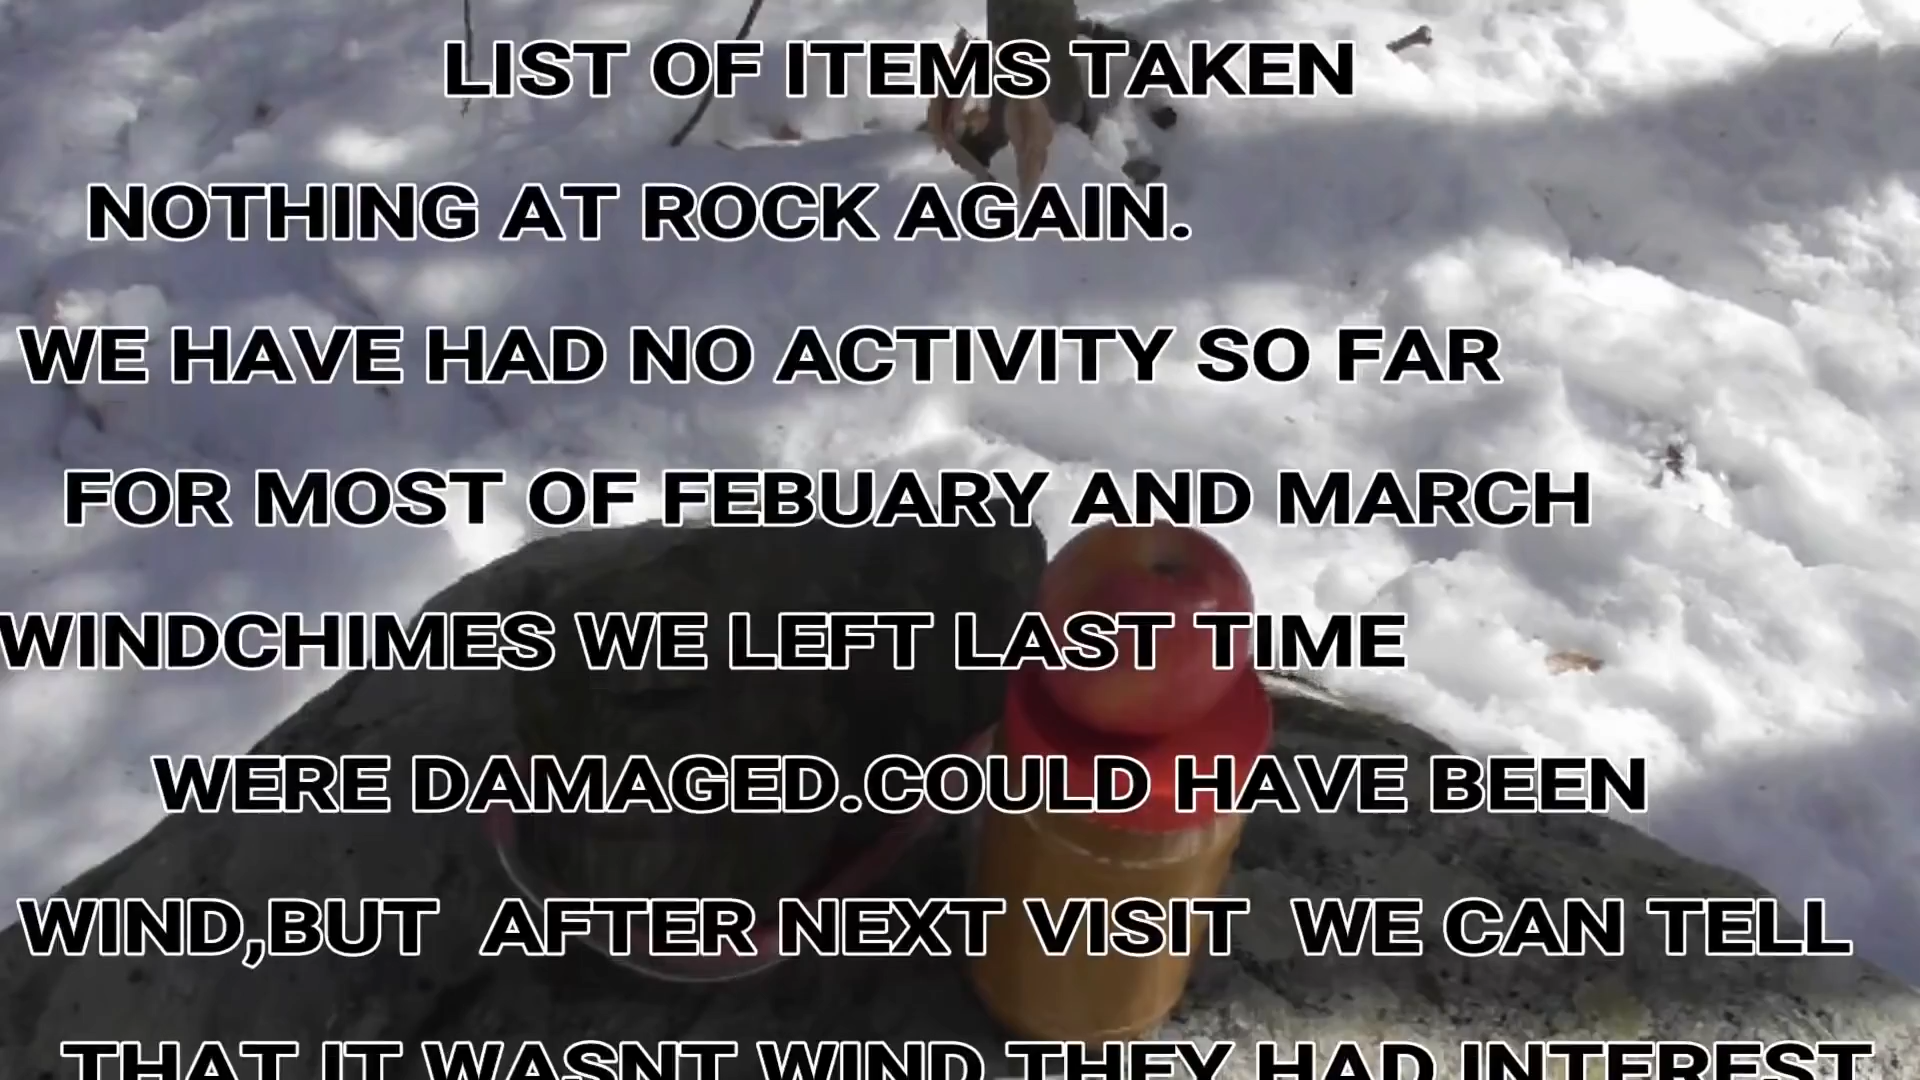 LIST OF ITEMS TAKEN
NOTHING AT ROCK AGAIN.
WE HAVE HAD NO ACTIVITY SO FAR
FOR MOST OF FEBUARY AND MARCH
WINDCHIMES WE LEFT LAST TIME
WERE DAMAGED.COULD HAVE BEEN
WIND,BUT AFTER NEXT VISIT WE CAN TELL
THAT IT WASNT WIND THEY HAD INTEREST